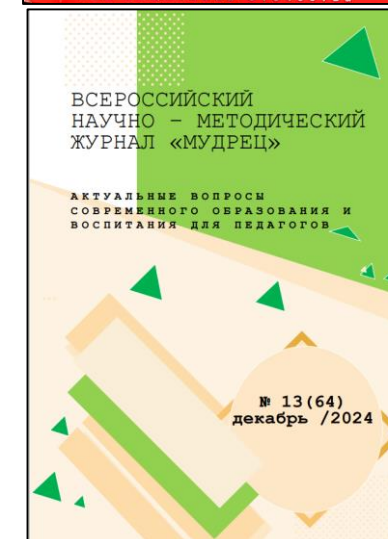 ВСЕРОССИЙСКИЙ
НАУЧНО – МЕТОДИЧЕСКИЙ
ЖУРНАЛ «МУДРЕЦ»
АКТУАЛЬНЫЕ ВОПРОСЫ
СОВРЕМЕННОГО ОБРАЗОВАНИЯ И
ВОСПИТАНИЯ ДЛЯ ПЕДАГОГОВ
№ 13(64)
декабрь /2024